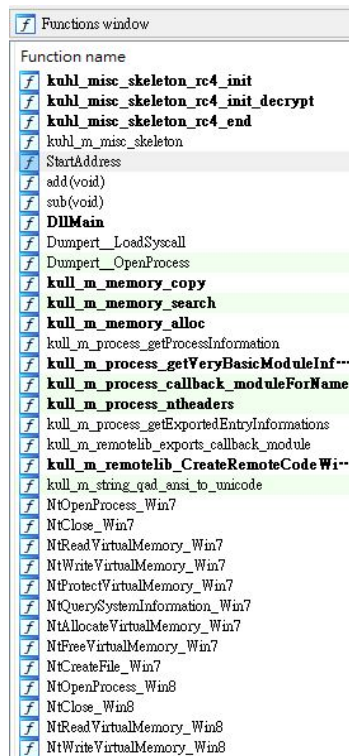 Functions window
Function name
kuhl_misc_skeleton_rc4_init
kuhl_misc_skeleton_rc4_init_decrypt
kuhl_misc_skeleton_rc4_end
kuhl_m_misc_skeleton
StartAddress
add(void)
sub(void)
DllMain
Dumpert__LoadSyscall
Dumpert__OpenProcess
kull_m_memory_copy
kull_m_memory_search
kull_m_memory_alloc
kull_m_process_getProcessInformation
kull_m_process_getVeryBasicModuleInf…
kull_m_process_callback_moduleForName
kull_m_process_ntheaders
kull_m_process_getExportedEntryInformations
kull_m_remotelib_exports_callback_module
kull_m_remotelib_CreateRemoteCodeWi…
kull_m_string_qad_ansi_to_unicode
NtOpenProcess_Win7
NtClose_Win7
NtReadVirtualMemory_Win7
NtWriteVirtualMemory_Win7
NtProtectVirtualMemory_Win7
NtQuerySystemInformation_Win7
NtAllocateVirtualMemory_Win7
NtFreeVirtualMemory_Win7
NtCreateFile_Win7
NtOpenProcess_Win8
NtClose_Win8
NtReadVirtualMemory_Win8
NtWriteVirtualMemory_Win8